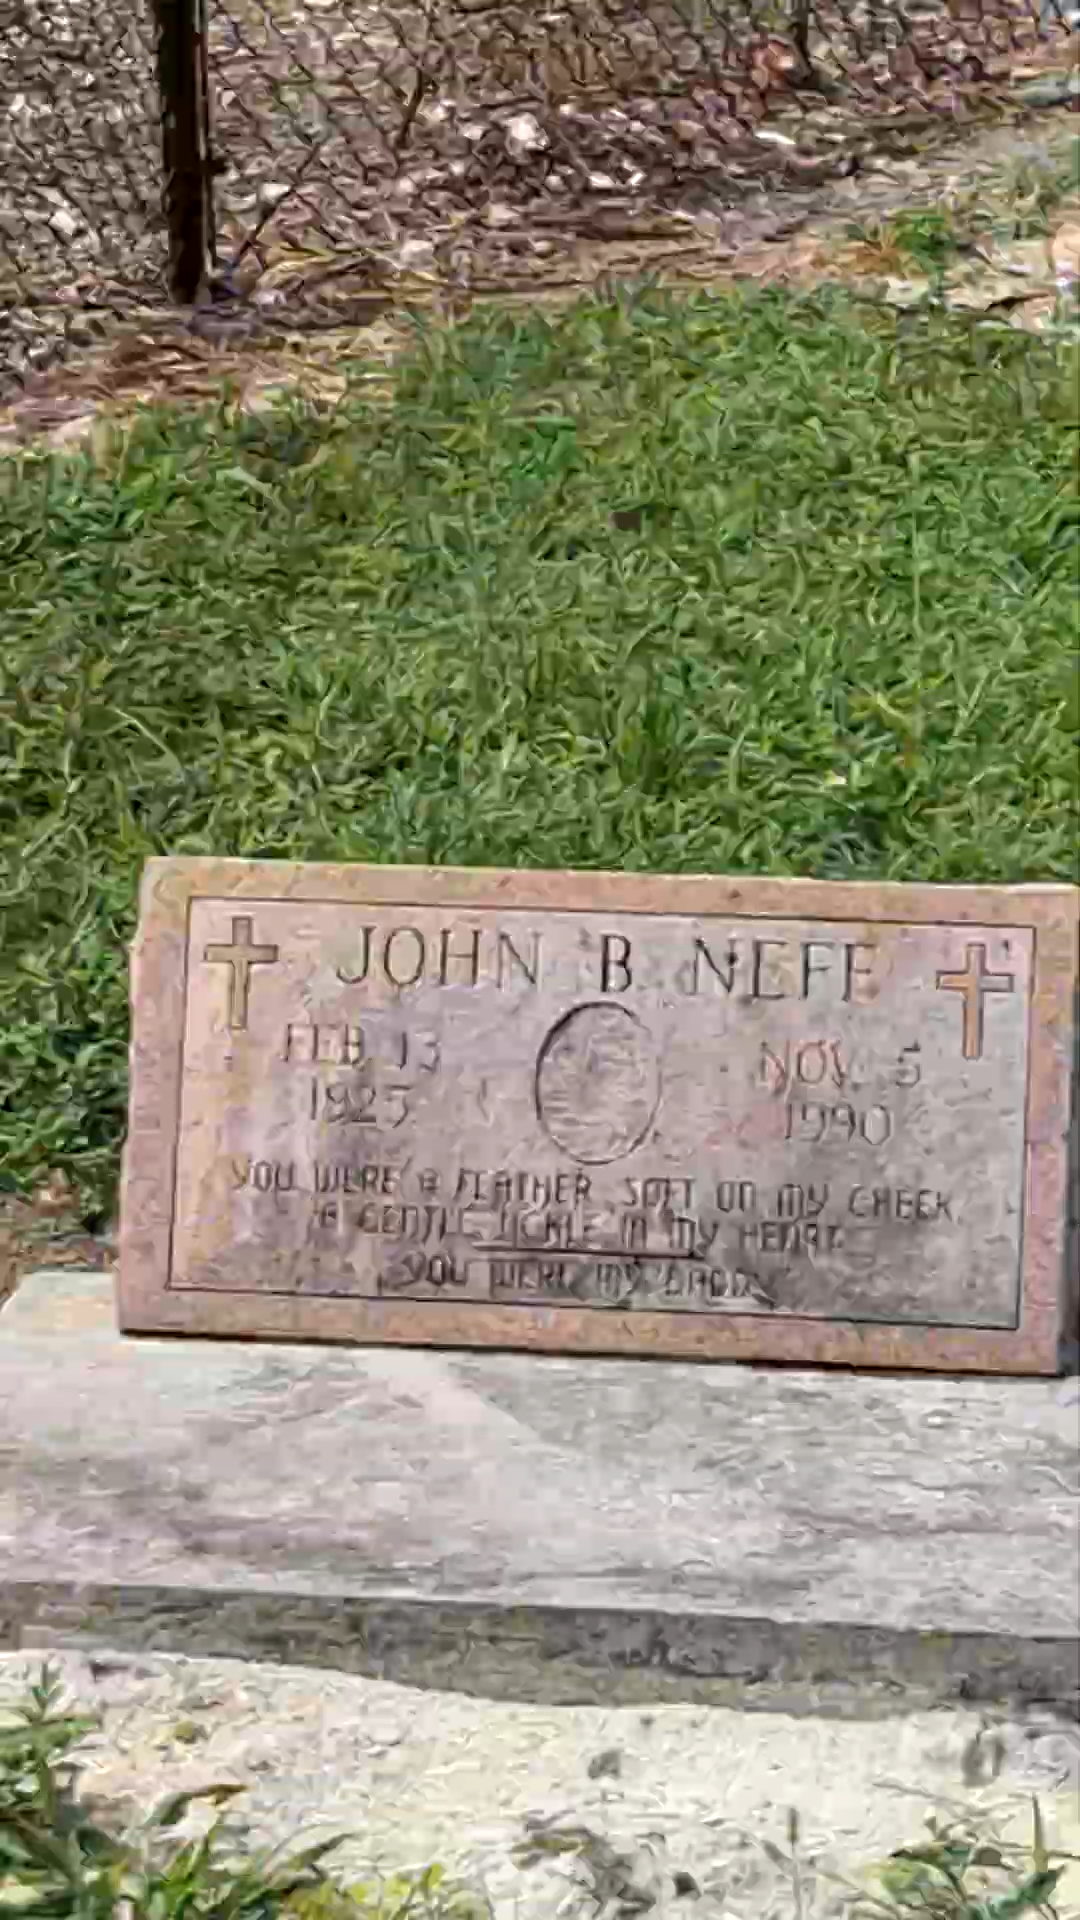 JOHN B NEFF
FEB 13 NOV. 5
1925 1990
YOU WERE A FEATHER SOFT ON MY CHEEK
A GENTLE TICKLE IN MY HEART
YOU WERE MY DADDY